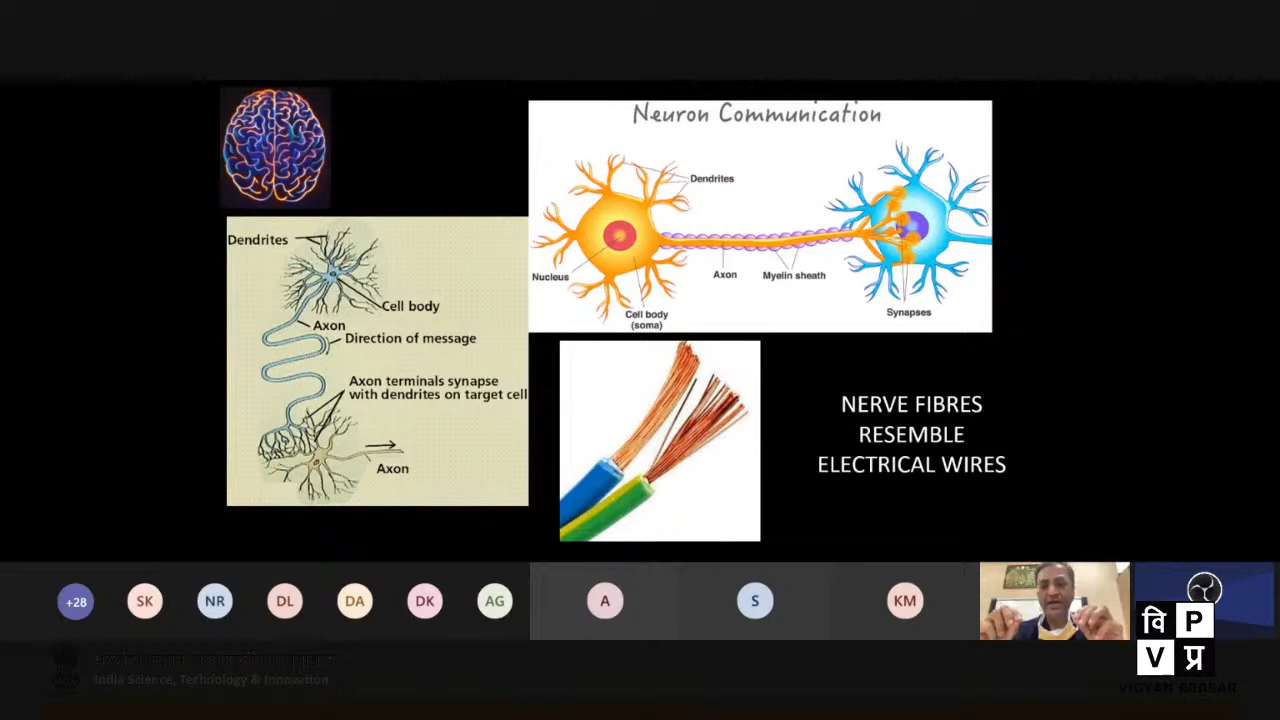 Neuron Communication
Dendrites
Nucleus
Cell body
(soma)
Axon
Myelin sheath
Synapses
Dendrites
Cell body
Axon
Direction of message
Axon terminals synapse
with dendrites on target cell
Axon
NERVE FIBRES
RESEMBLE
ELECTRICAL WIRES
+28
SK
NR
DL
DA
DK
AG
A
S
KM
वि P
V प्र
India Science, Technology & Innovation
VIGYAN PRASAR